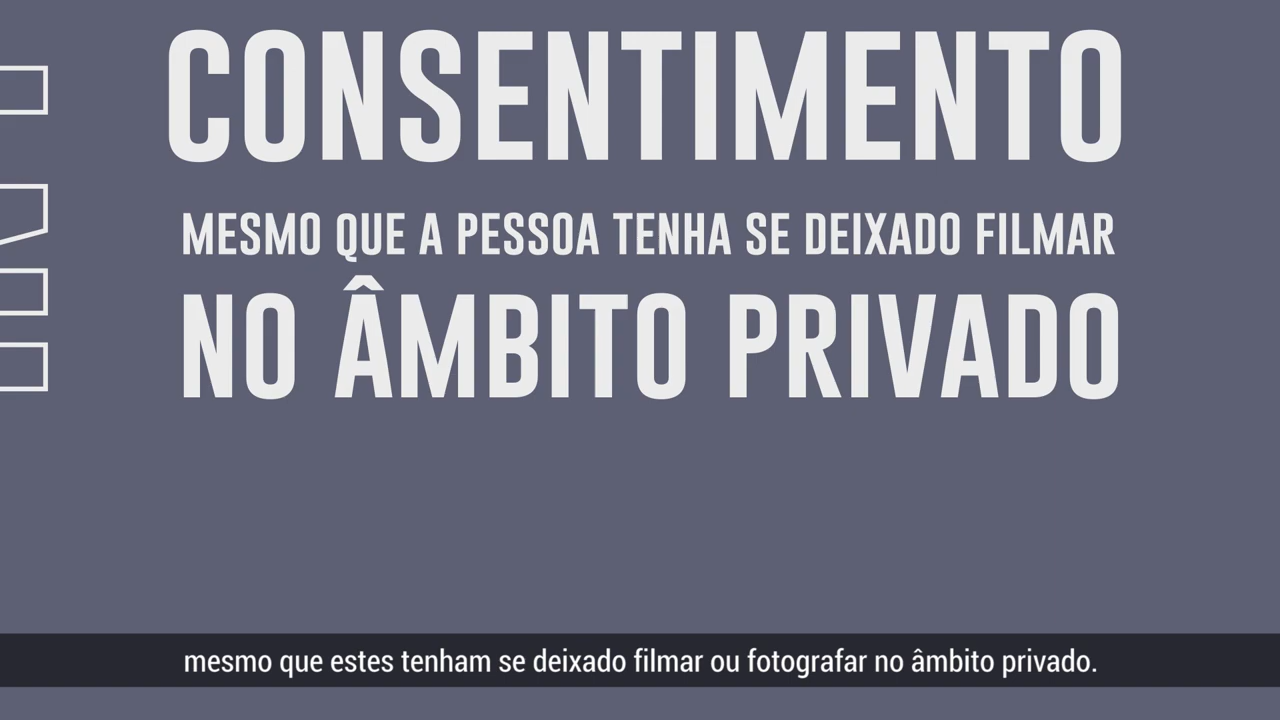 CONSENTIMENTO
MESMO QUE A PESSOA TENHA SE DEIXADO FILMAR
NO ÂMBITO PRIVADO
mesmo que estes tenham se deixado filmar ou fotografar no âmbito privado.